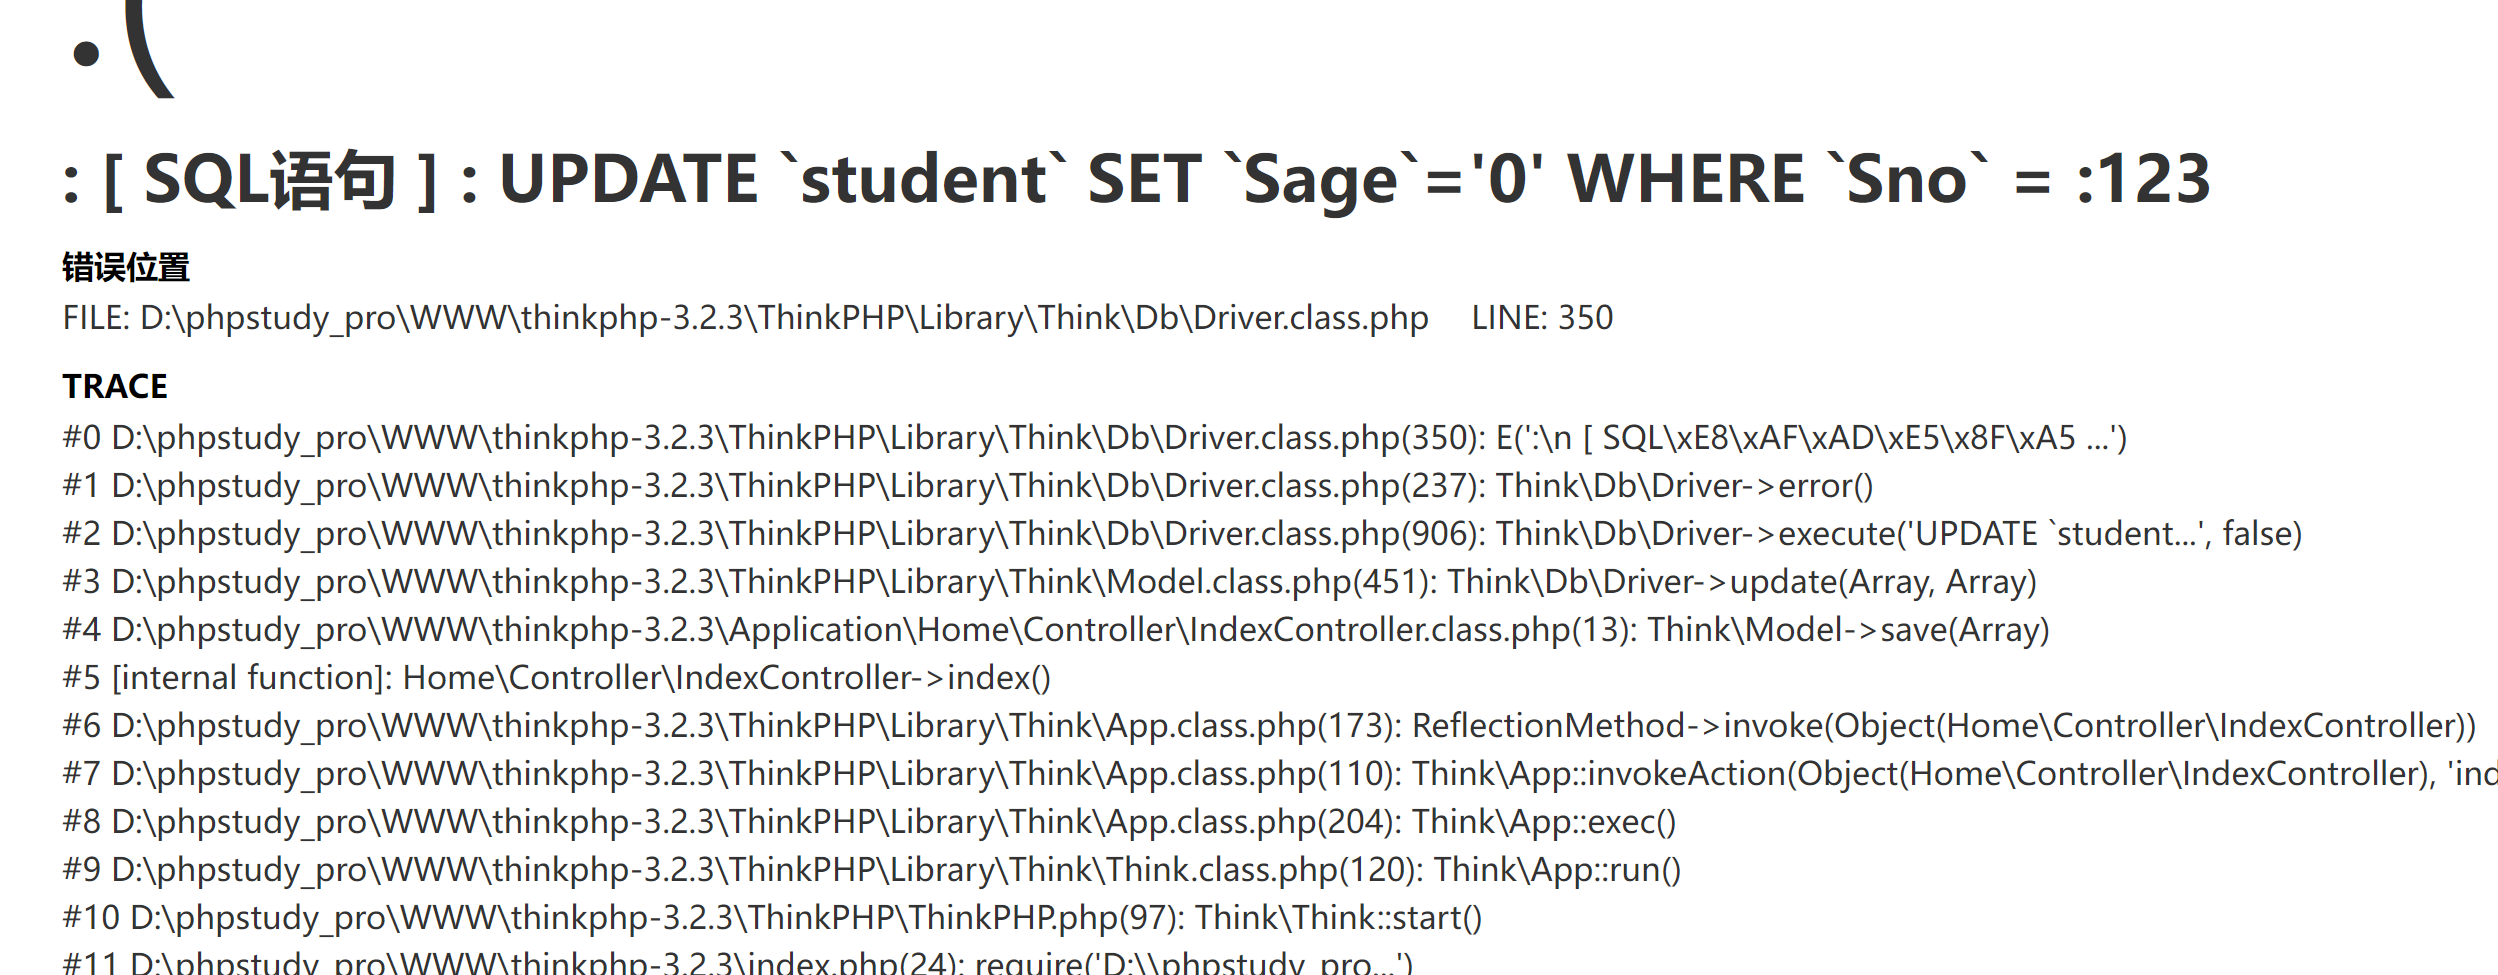 :(
: [ SQL语句 ] : UPDATE `student` SET `Sage`='0' WHERE `Sno` = :123
错误位置
FILE: D:\phpstudy_pro\WWW\thinkphp-3.2.3\ThinkPHP\Library\Think\Db\Driver.class.php LINE: 350
TRACE
#0 D:\phpstudy_pro\WWW\thinkphp-3.2.3\ThinkPHP\Library\Think\Db\Driver.class.php(350): E(':\n [ SQL\xE8\xAF\xAD\xE5\x8F\xA5 ...')
#1 D:\phpstudy_pro\WWW\thinkphp-3.2.3\ThinkPHP\Library\Think\Db\Driver.class.php(237): Think\Db\Driver->error()
#2 D:\phpstudy_pro\WWW\thinkphp-3.2.3\ThinkPHP\Library\Think\Db\Driver.class.php(906): Think\Db\Driver->execute('UPDATE `student...', false)
#3 D:\phpstudy_pro\WWW\thinkphp-3.2.3\ThinkPHP\Library\Think\Model.class.php(451): Think\Db\Driver->update(Array, Array)
#4 D:\phpstudy_pro\WWW\thinkphp-3.2.3\Application\Home\Controller\IndexController.class.php(13): Think\Model->save(Array)
#5 [internal function]: Home\Controller\IndexController->index()
#6 D:\phpstudy_pro\WWW\thinkphp-3.2.3\ThinkPHP\Library\Think\App.class.php(173): ReflectionMethod->invoke(Object(Home\Controller\IndexController))
#7 D:\phpstudy_pro\WWW\thinkphp-3.2.3\ThinkPHP\Library\Think\App.class.php(110): Think\App::invokeAction(Object(Home\Controller\IndexController), 'ind
#8 D:\phpstudy_pro\WWW\thinkphp-3.2.3\ThinkPHP\Library\Think\App.class.php(204): Think\App::exec()
#9 D:\phpstudy_pro\WWW\thinkphp-3.2.3\ThinkPHP\Library\Think\Think.class.php(120): Think\App::run()
#10 D:\phpstudy_pro\WWW\thinkphp-3.2.3\ThinkPHP\ThinkPHP.php(97): Think\Think::start()
#11 D:\phpstudy_pro\WWW\thinkphp-3.2.3\index.php(24): require('D:\\phpstudy_pro...')